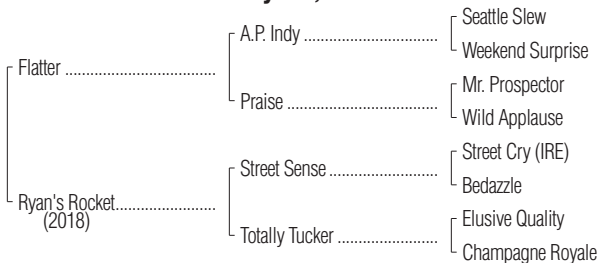 Seattle Slew
A.P. Indy
Weekend Surprise
Flatter
Mr. Prospector
Praise
Wild Applause
Street Cry (IRE)
Street Sense
Bedazzle
Ryan's Rocket
(2018)
Elusive Quality
Totally Tucker
Champagne Royale